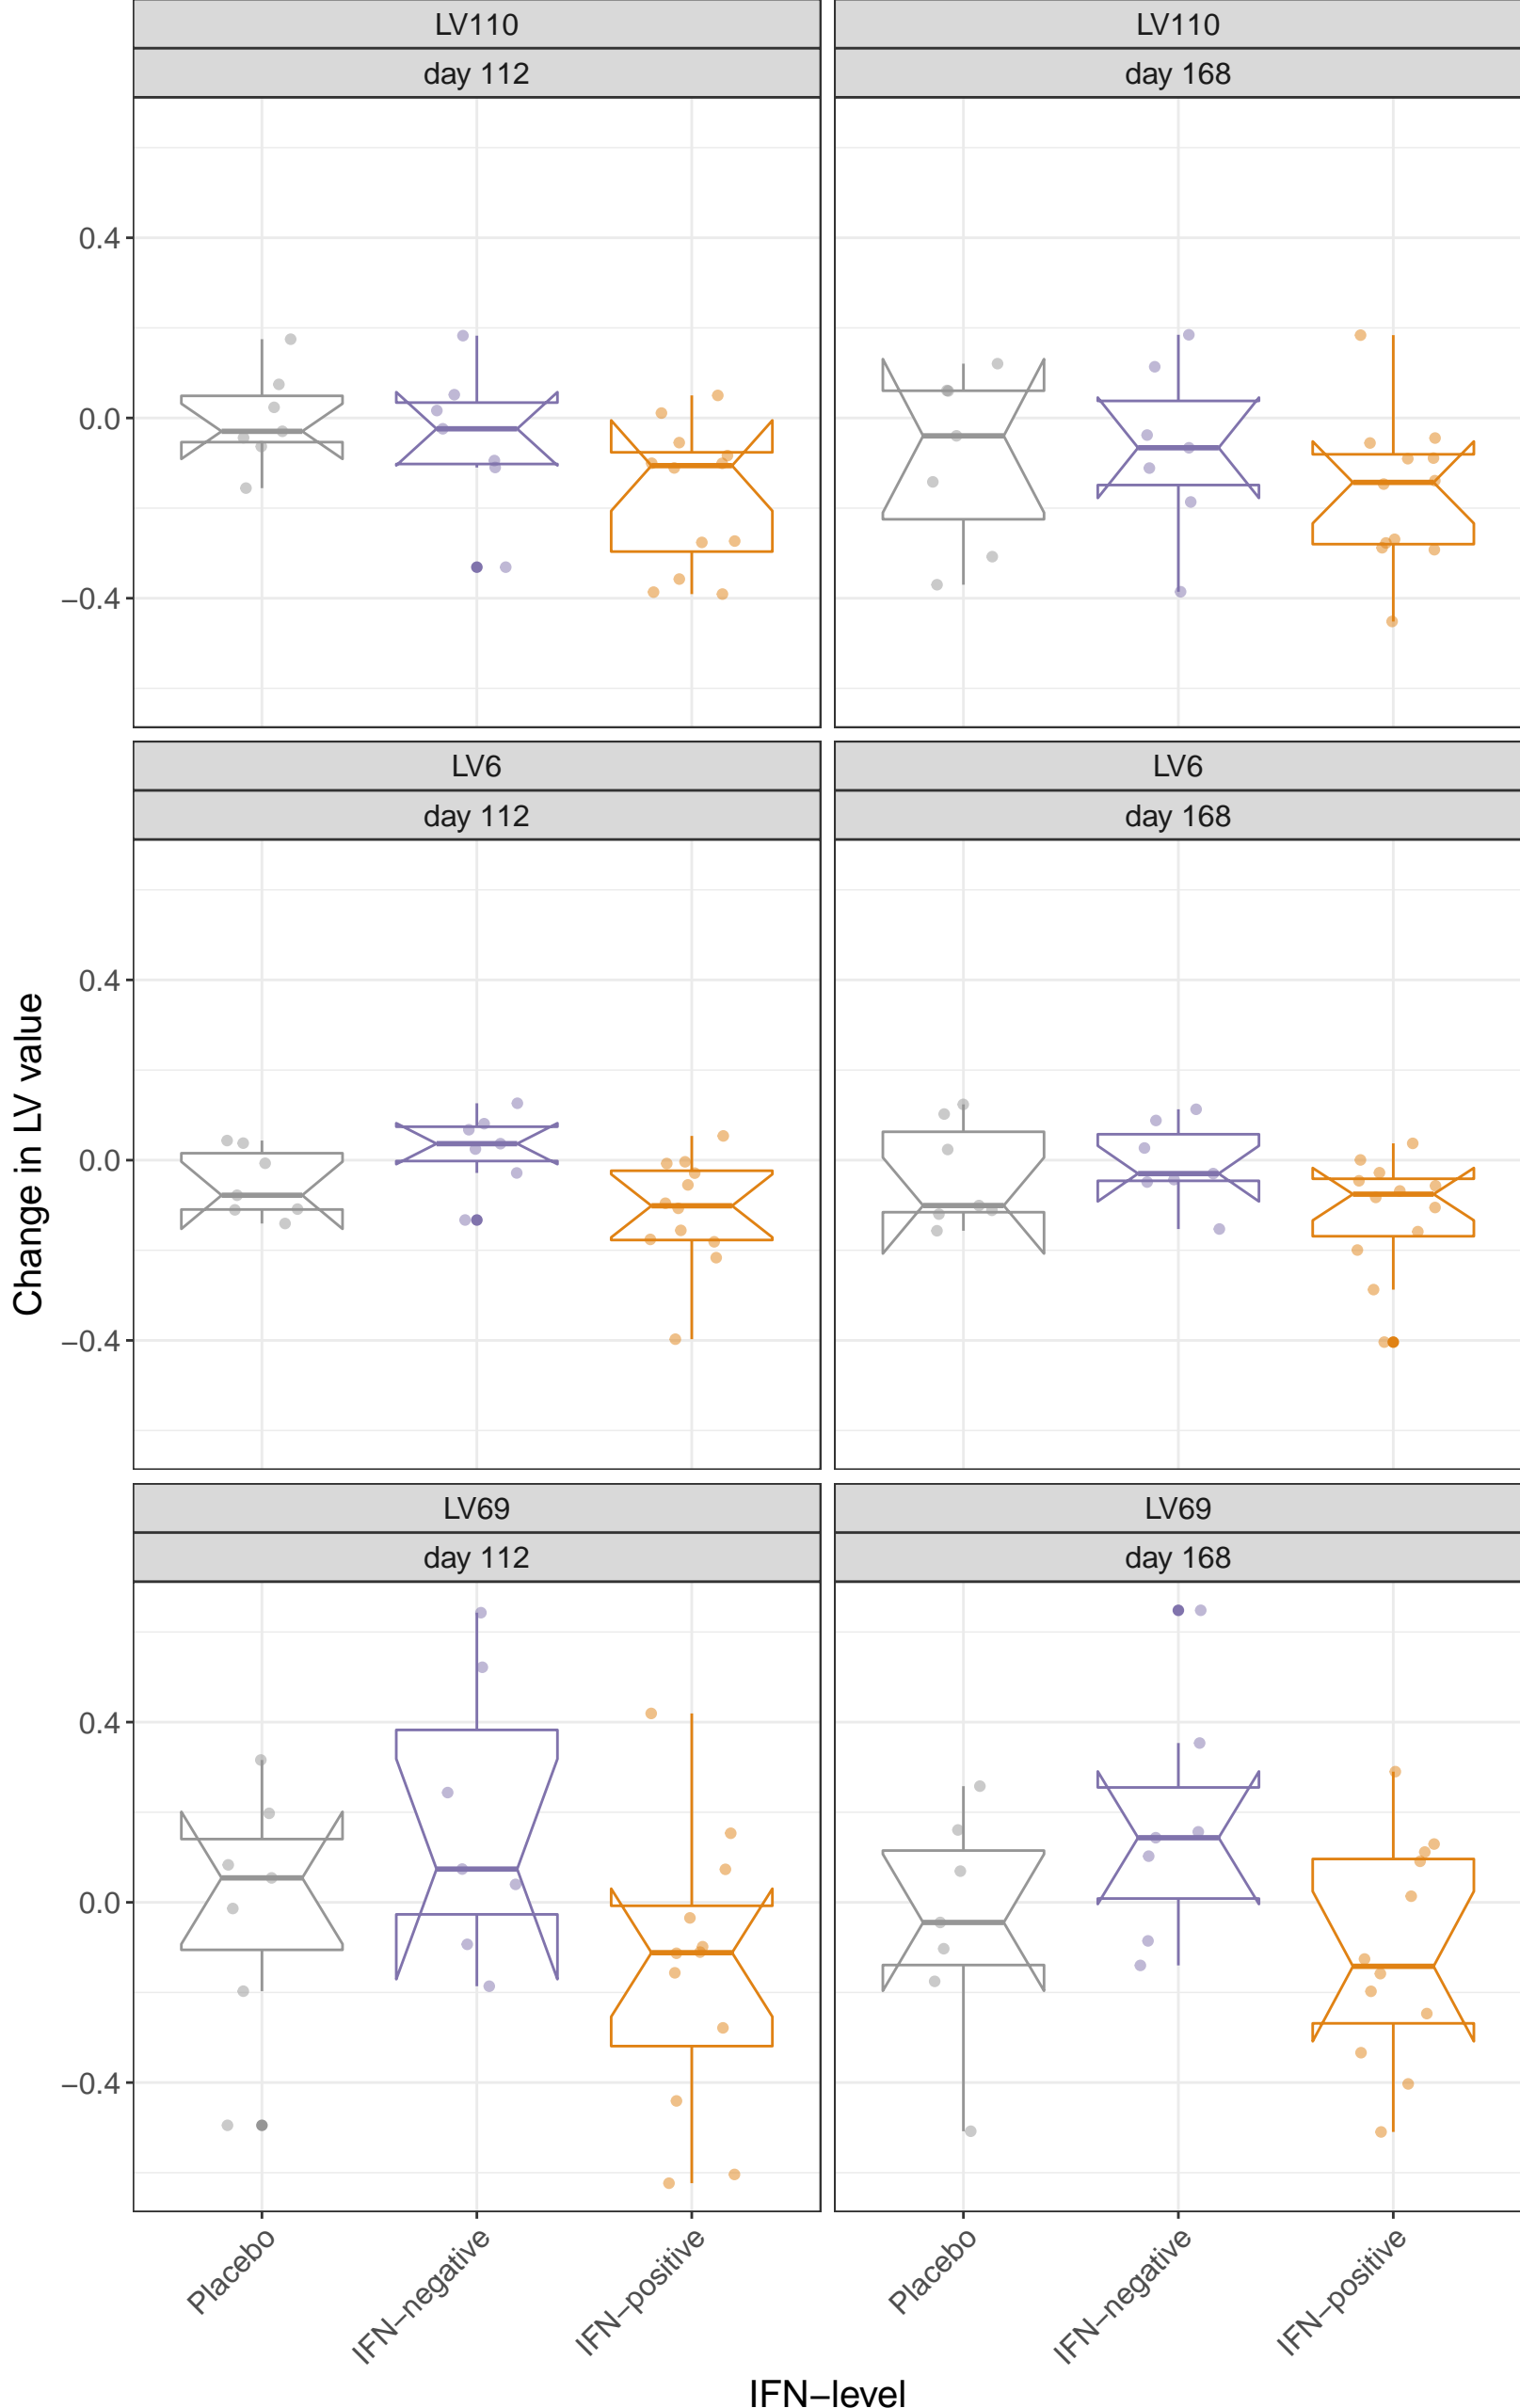 LV110
LV110
day 112
day 168
0.4
0.0
−0.4
LV6
LV6
day 112
day 168
0.4
0.0
−0.4
LV69
LV69
day 112
day 168
0.4
0.0
−0.4
Change in LV value
Placebo
IFN−negative
IFN−positive
Placebo
IFN−negative
IFN−positive
IFN−level